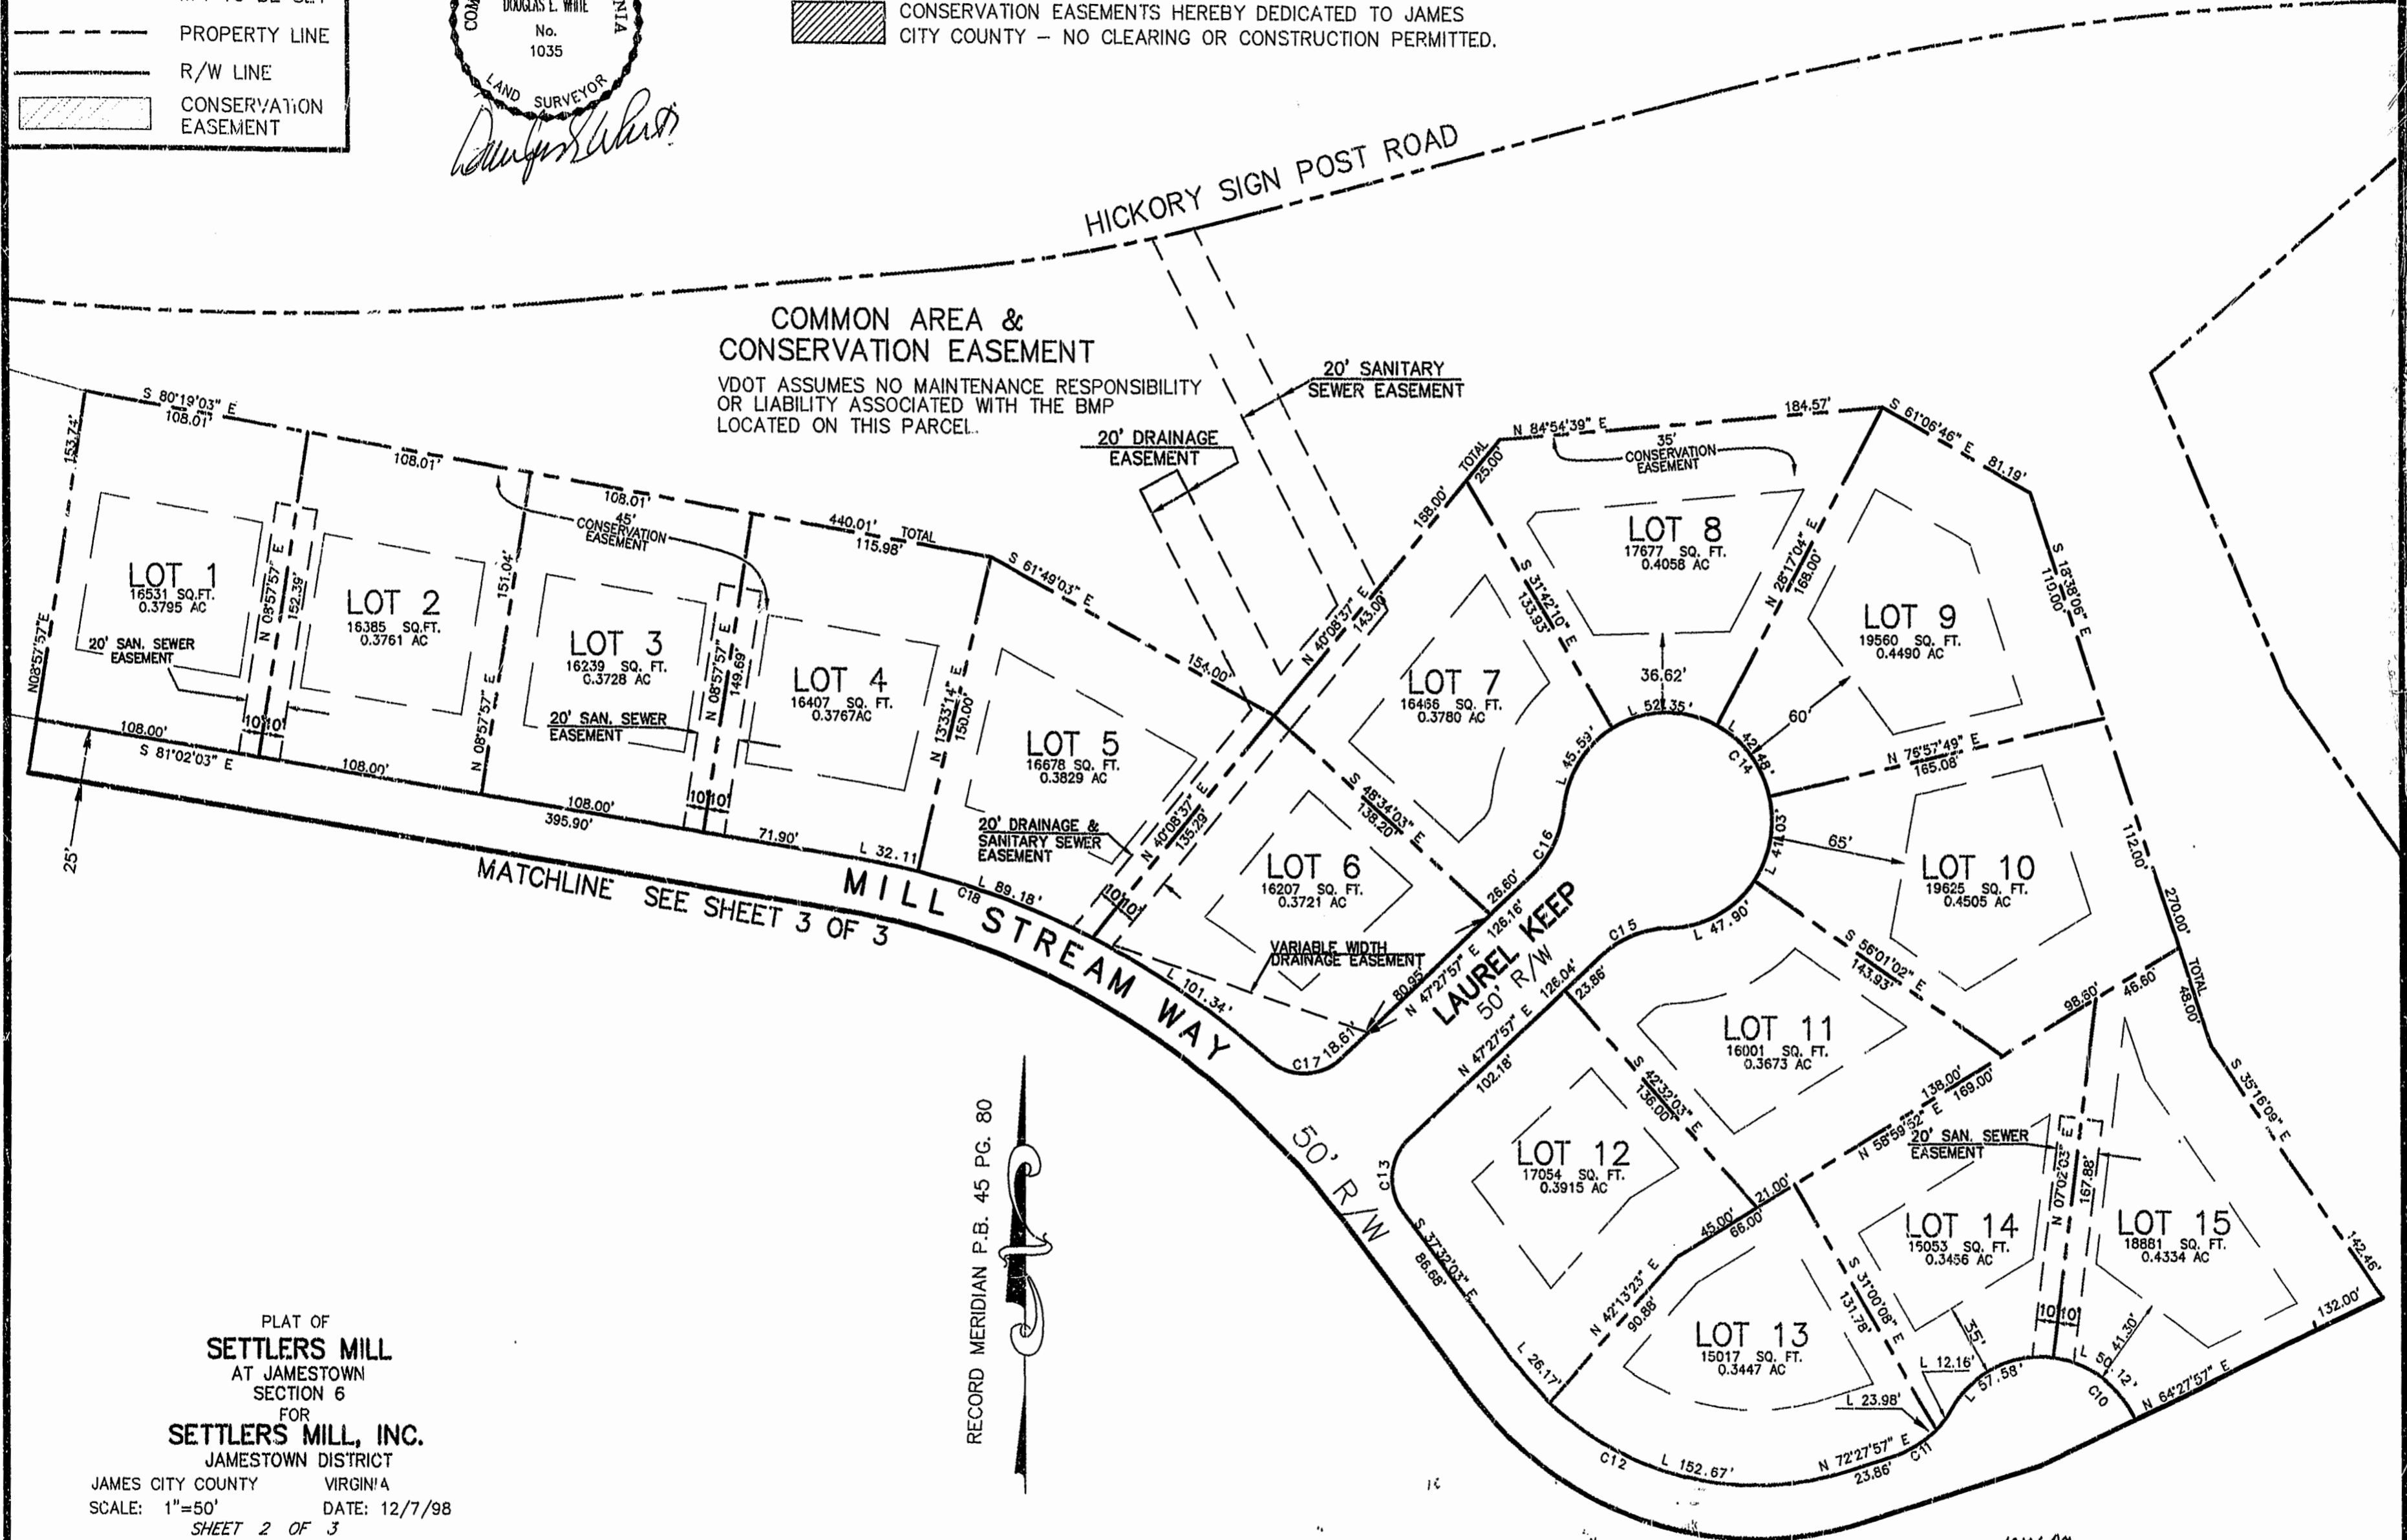 PROPERTY LINE
R/W LINE
CONSERVATION
EASEMENT
DOUGLAS E. WHITE
No.
1035
LAND SURVEYOR
CONSERVATION EASEMENTS HEREBY DEDICATED TO JAMES
CITY COUNTY – NO CLEARING OR CONSTRUCTION PERMITTED.
HICKORY SIGN POST ROAD
COMMON AREA &
CONSERVATION EASEMENT
VDOT ASSUMES NO MAINTENANCE RESPONSIBILITY
OR LIABILITY ASSOCIATED WITH THE BMP
LOCATED ON THIS PARCEL.
20' SANITARY
SEWER EASEMENT
20' DRAINAGE
EASEMENT
S 80°19'03" E
108.01'
108.01'
108.01'
440.01' TOTAL
115.98'
45'
CONSERVATION
EASEMENT
S 61°49'03" E
154.00'
153.74'
N08°57'57"E
LOT 1
16531 SQ.FT.
0.3795 AC
20' SAN. SEWER
EASEMENT
N 08°57'57" E
152.39'
10' 10'
LOT 2
16385 SQ.FT.
0.3761 AC
151.04'
N 08°57'57" E
LOT 3
16239 SQ. FT.
0.3728 AC
20' SAN. SEWER
EASEMENT
N 08°57'57" E
149.69'
10' 10'
LOT 4
16407 SQ. FT.
0.3767AC
N 13°33'14" E
150.00'
LOT 5
16678 SQ. FT.
0.3829 AC
20' DRAINAGE &
SANITARY SEWER
EASEMENT
N 40°08'37" E
135.29'
10' 10'
108.00'
S 81°02'03" E
108.00'
108.00'
395.90'
71.90'
L 32.11
L 89.18'
C18
25'
MATCHLINE SEE SHEET 3 OF 3
MILL STREAM WAY
50' R/W
LOT 6
16207 SQ. FT.
0.3721 AC
VARIABLE WIDTH
DRAINAGE EASEMENT
L 101.34'
C17
18.61'
80.95'
N 47°27'57" E
126.16'
26.60'
C16
S 48°34'03" E
138.20'
N 40°08'37" E
143.00'
168.00'
TOTAL
25.00'
LOT 7
16466 SQ. FT.
0.3780 AC
L 45.59'
S 31°42'10" E
133.93'
N 84°54'39" E
184.57'
35'
CONSERVATION
EASEMENT
LOT 8
17677 SQ. FT.
0.4058 AC
36.62'
L 52.35'
N 28°17'04" E
168.00'
S 61°06'46" E
81.19'
LOT 9
19560 SQ. FT.
0.4490 AC
60'
L 42.48'
C14
S 18°38'06" E
110.00'
N 76°57'49" E
165.08'
L 41.03'
65'
LOT 10
19625 SQ. FT.
0.4505 AC
112.00'
270.00'
TOTAL
48.00'
L 47.90'
C15
LAUREL KEEP
50' R/W
N 47°27'57" E
126.04'
23.86'
102.18'
S 56°01'02" E
143.93'
LOT 11
16001 SQ. FT.
0.3673 AC
98.60'
46.60'
138.00'
169.00'
N 58°59'52" E
S 42°32'03" E
136.00'
LOT 12
17054 SQ. FT.
0.3915 AC
C13
S 37°32'03" E
86.68'
21.00'
45.00'
66.00'
N 42°13'23" E
90.88'
L 26.17'
LOT 13
15017 SQ. FT.
0.3447 AC
S 31°00'08" E
131.78'
20' SAN. SEWER
EASEMENT
LOT 14
15053 SQ. FT.
0.3456 AC
N 07°02'03" E
167.88'
10' 10'
35'
LOT 15
18881 SQ. FT.
0.4334 AC
S 35°16'09" E
142.46'
132.00'
41.30'
L 50.12'
C10
N 64°27'57" E
L 12.16'
L 57.58'
L 23.98'
C11
N 72°27'57" E
23.86'
L 152.67'
C12
RECORD MERIDIAN P.B. 45 PG. 80
PLAT OF
SETTLERS MILL
AT JAMESTOWN
SECTION 6
FOR
SETTLERS MILL, INC.
JAMESTOWN DISTRICT
JAMES CITY COUNTY VIRGINIA
SCALE: 1"=50' DATE: 12/7/98
SHEET 2 OF 3